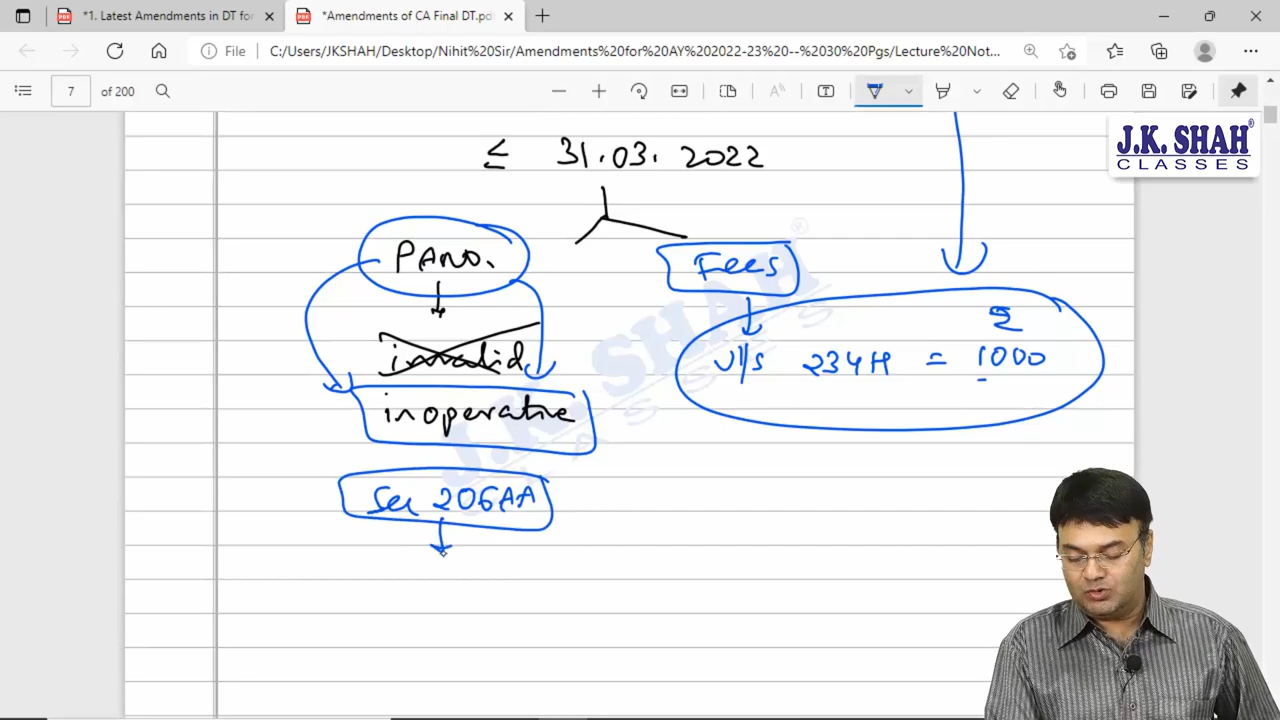 *1. Latest Amendments in DT for
*Amendments of CA Final DT.pd
File
C:/Users/JKSHAH/Desktop/Nihit%20Sir/Amendments%20for%20AY%202022-23%20--%2030%20Pgs/Lecture%20Not...
7 of 200
J.K. SHAH®
CLASSES
≤ 31.03.2022
PANO.
Fees
invalid
u/s 234H = ₹ 1000
inoperative
Sec 206AA
J.K. SHAH®
CLASSES